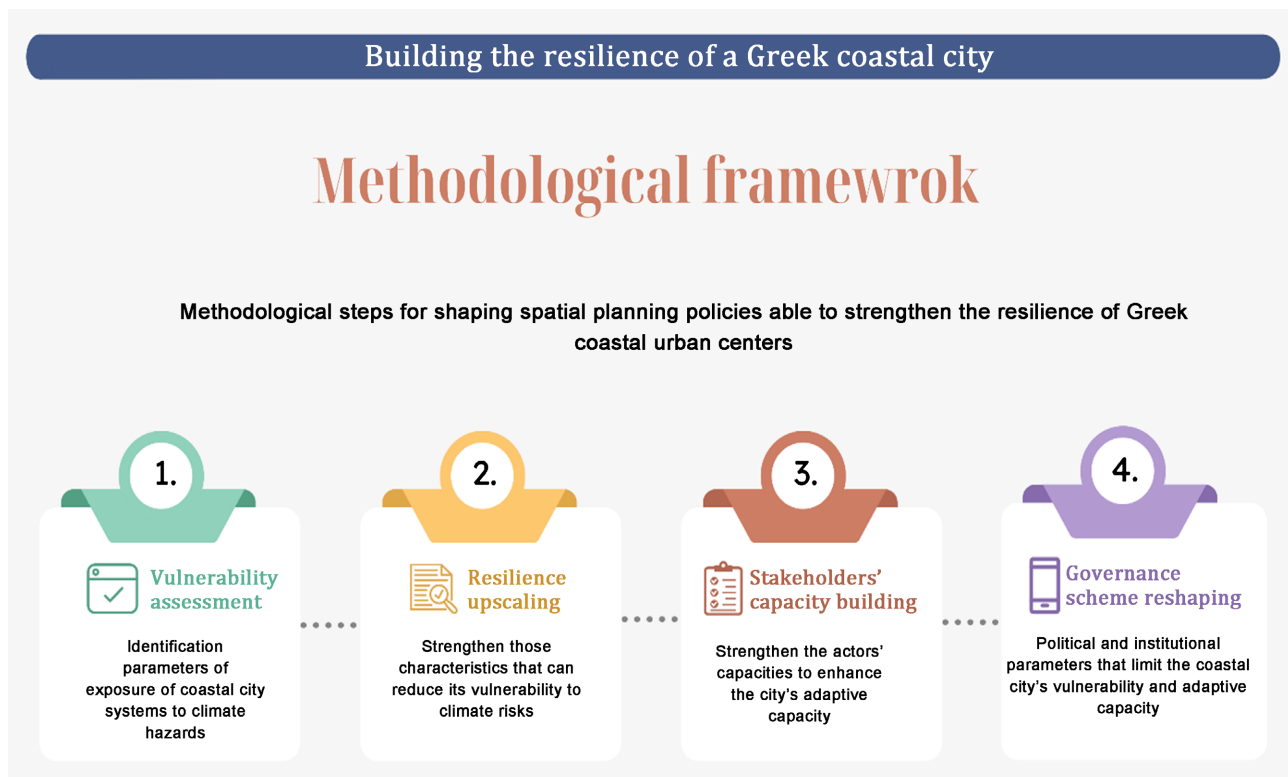 Building the resilience of a Greek coastal city
Methodological framewrok
Methodological steps for shaping spatial planning policies able to strengthen the resilience of Greek
coastal urban centers
1.
Vulnerability
assessment
Identification
parameters of
exposure of coastal city
systems to climate
hazards
2.
Resilience
upscaling
Strengthen those
characteristics that can
reduce its vulnerability to
climate risks
3.
Stakeholders’
capacity building
Strengthen the actors’
capacities to enhance
the city’s adaptive
capacity
4.
Governance
scheme reshaping
Political and institutional
parameters that limit the coastal
city’s vulnerability and adaptive
capacity